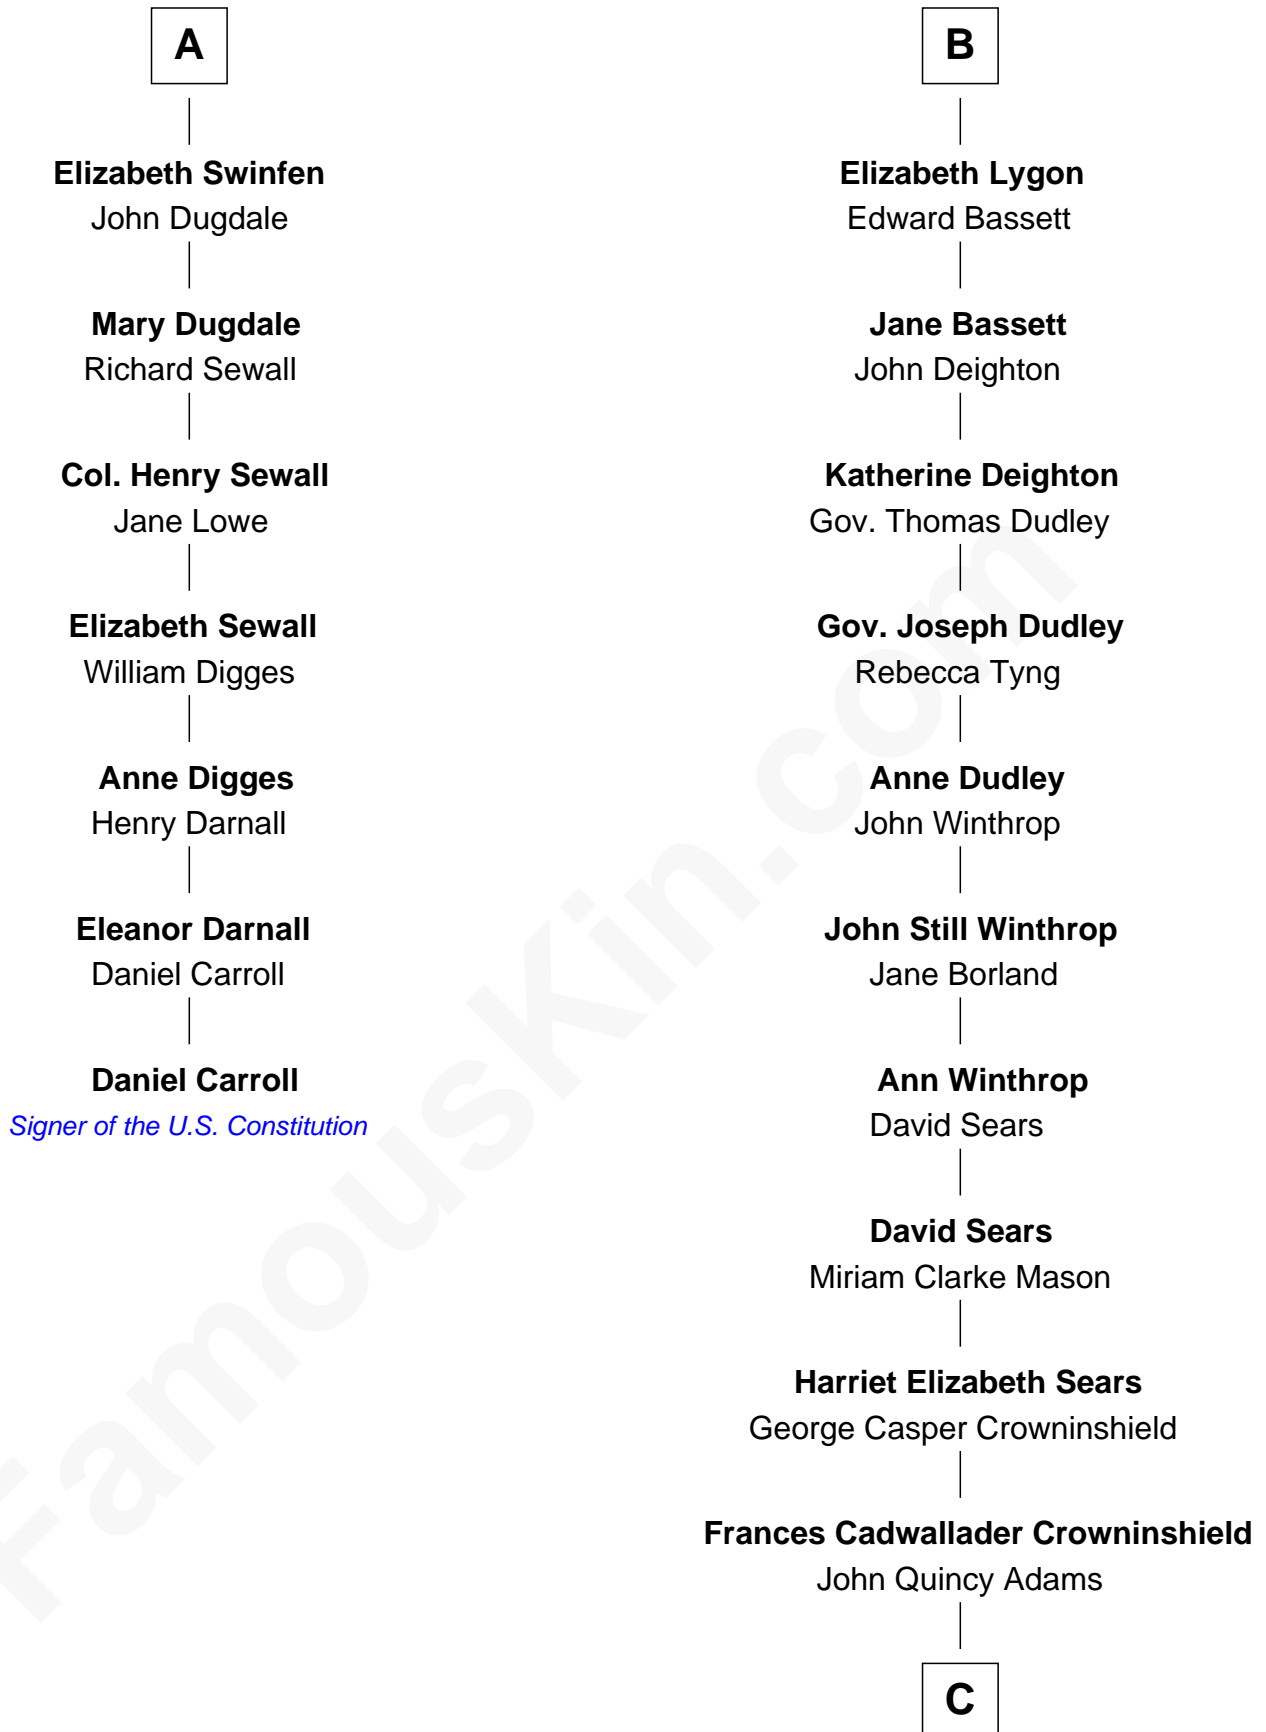 A
Elizabeth Swinfen
John Dugdale
Mary Dugdale
Richard Sewall
Col. Henry Sewall
Jane Lowe
Elizabeth Sewall
William Digges
Anne Digges
Henry Darnall
Eleanor Darnall
Daniel Carroll
Daniel Carroll
Signer of the U.S. Constitution
B
Elizabeth Lygon
Edward Bassett
Jane Bassett
John Deighton
Katherine Deighton
Gov. Thomas Dudley
Gov. Joseph Dudley
Rebecca Tyng
Anne Dudley
John Winthrop
John Still Winthrop
Jane Borland
Ann Winthrop
David Sears
David Sears
Miriam Clarke Mason
Harriet Elizabeth Sears
George Casper Crowninshield
Frances Cadwallader Crowninshield
John Quincy Adams
C
FamousKin.com